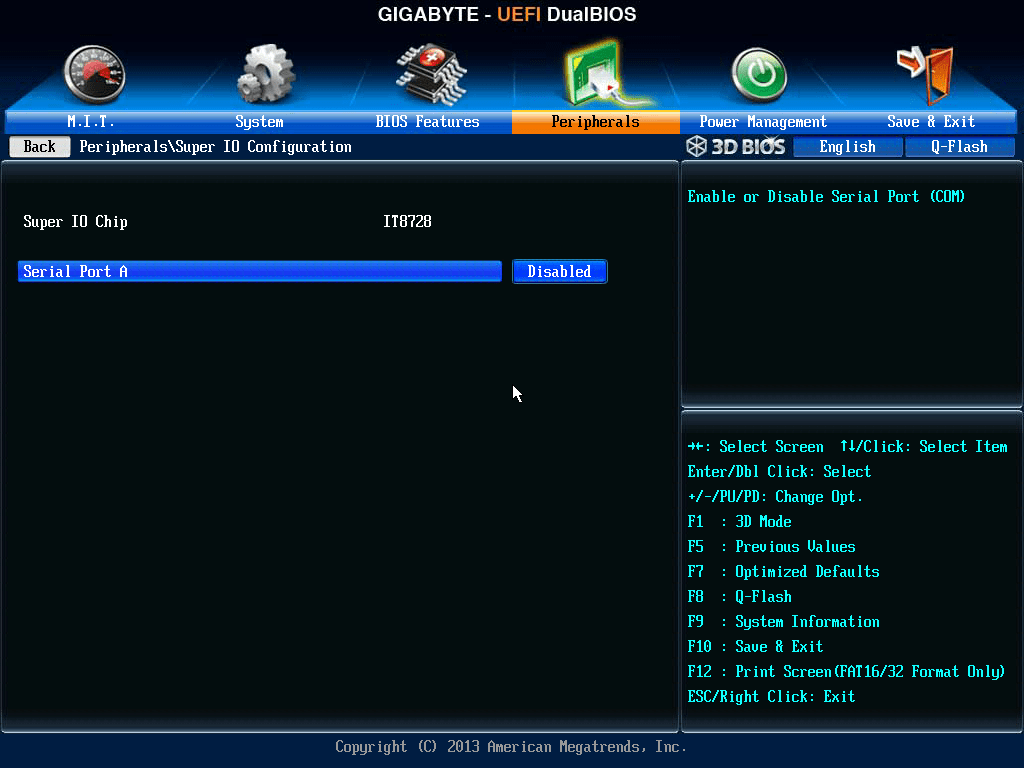 GIGABYTE - UEFI DualBIOS
M.I.T. System BIOS Features Peripherals Power Management Save & Exit
Back Peripherals\Super IO Configuration 3D BIOS English Q-Flash
Enable or Disable Serial Port (COM)
Super IO Chip IT8728
Serial Port A Disabled
→←: Select Screen ↑↓/Click: Select Item
Enter/Dbl Click: Select
+/-/PU/PD: Change Opt.
F1 : 3D Mode
F5 : Previous Values
F7 : Optimized Defaults
F8 : Q-Flash
F9 : System Information
F10 : Save & Exit
F12 : Print Screen(FAT16/32 Format Only)
ESC/Right Click: Exit
Copyright (C) 2013 American Megatrends, Inc.